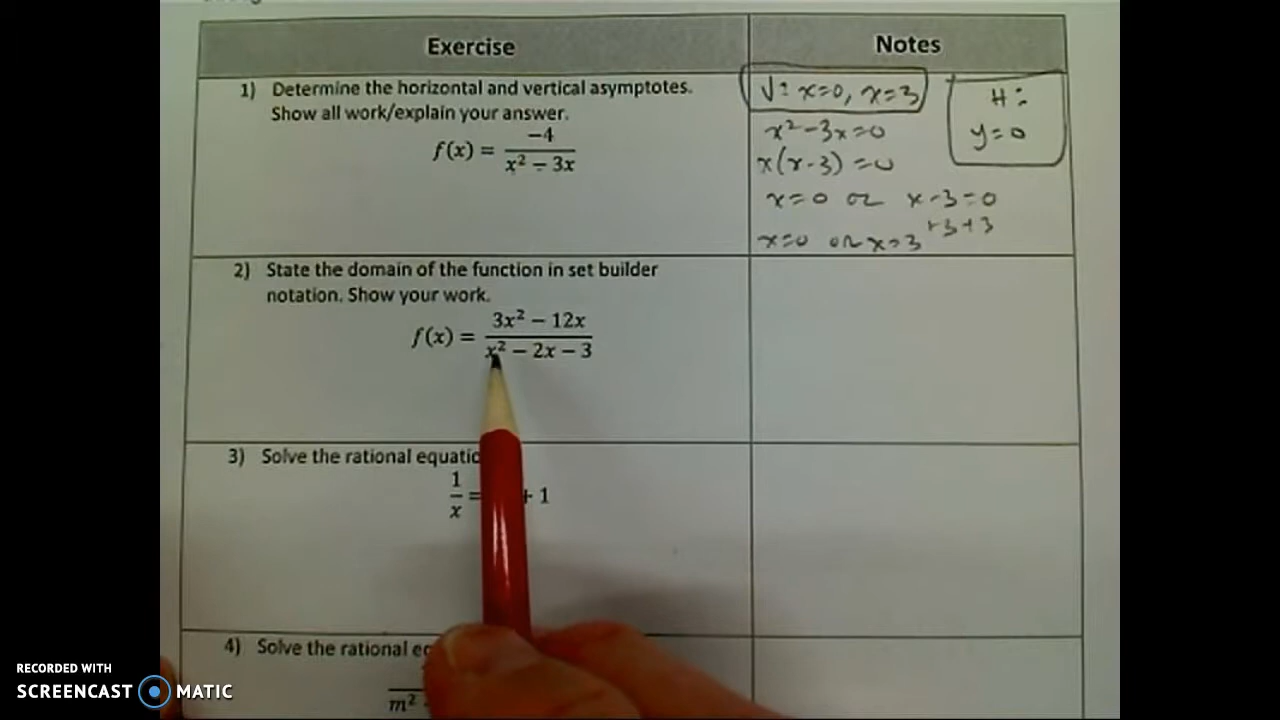 Exercise
Notes
1) Determine the horizontal and vertical asymptotes.
Show all work/explain your answer.
f(x) = −4 / x² − 3x
V: x=0, x=3
H:
y=0
x²-3x=0
x(x-3)=0
x=0 or x-3=0
+3 +3
x=0 or x=3
2) State the domain of the function in set builder
notation. Show your work.
f(x) = 3x² − 12x / x² − 2x − 3
3) Solve the rational
1/x = + 1
4) Solve the rational
m²
RECORDED WITH
SCREENCAST MATIC